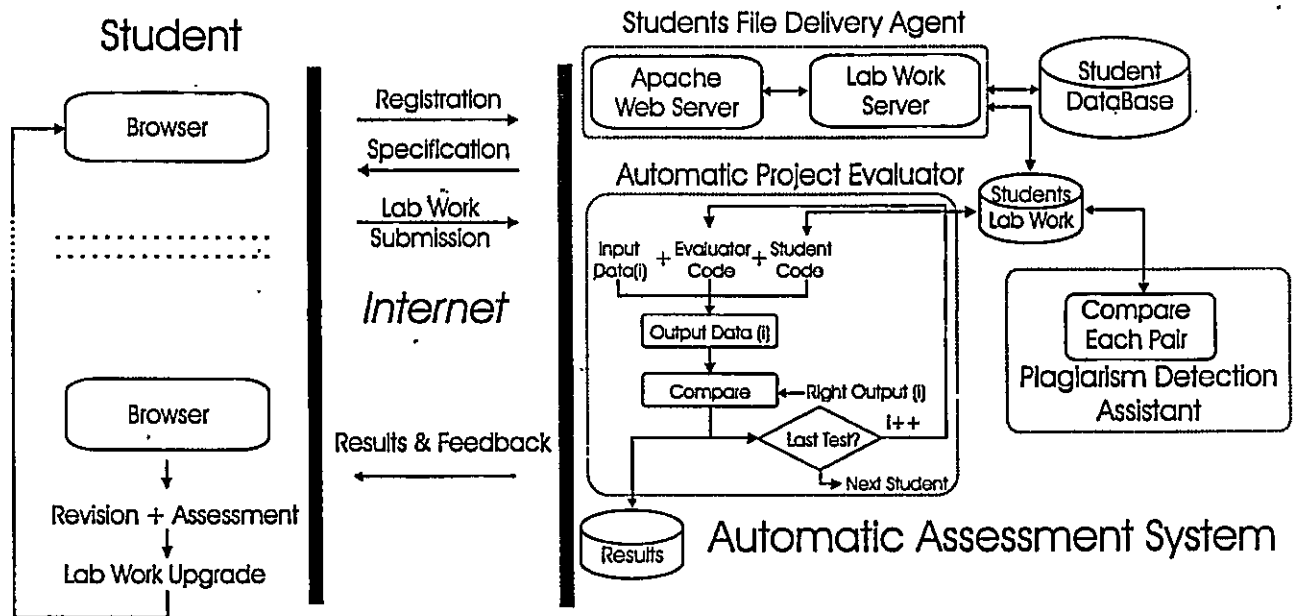 Student
Browser
Browser
Revision + Assessment
Lab Work Upgrade
Registration
Specification
Lab Work
Submission
Internet
Results & Feedback
Students File Delivery Agent
Apache
Web Server
Lab Work
Server
Student
DataBase
Automatic Project Evaluator
Students
Lab Work
Input
Data(i)
+
Evaluator
Code
+
Student
Code
Output Data (i)
Compare
Right Output (i)
Last Test?
i++
Next Student
Results
Compare
Each Pair
Plagiarism Detection
Assistant
Automatic Assessment System